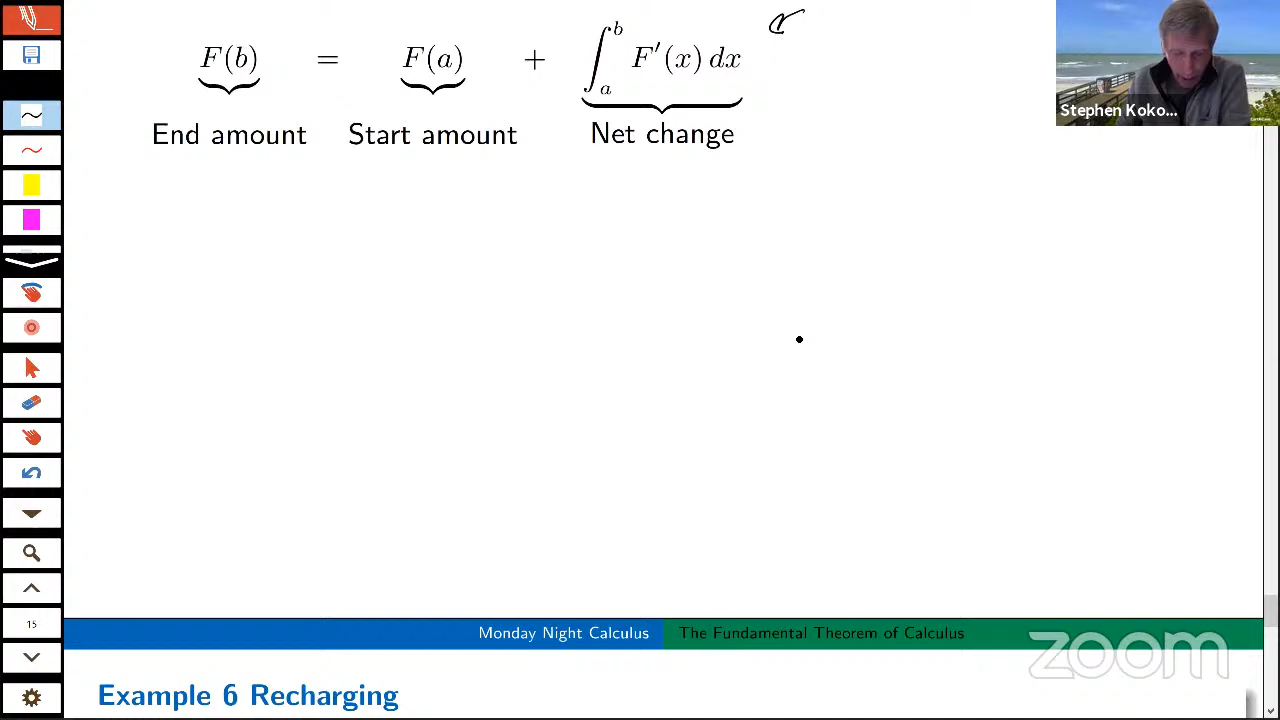 F(b) = F(a) + ∫_a^b F′(x) dx
End amount Start amount Net change
Stephen Koko...
15
Monday Night Calculus The Fundamental Theorem of Calculus
zoom
Example 6 Recharging